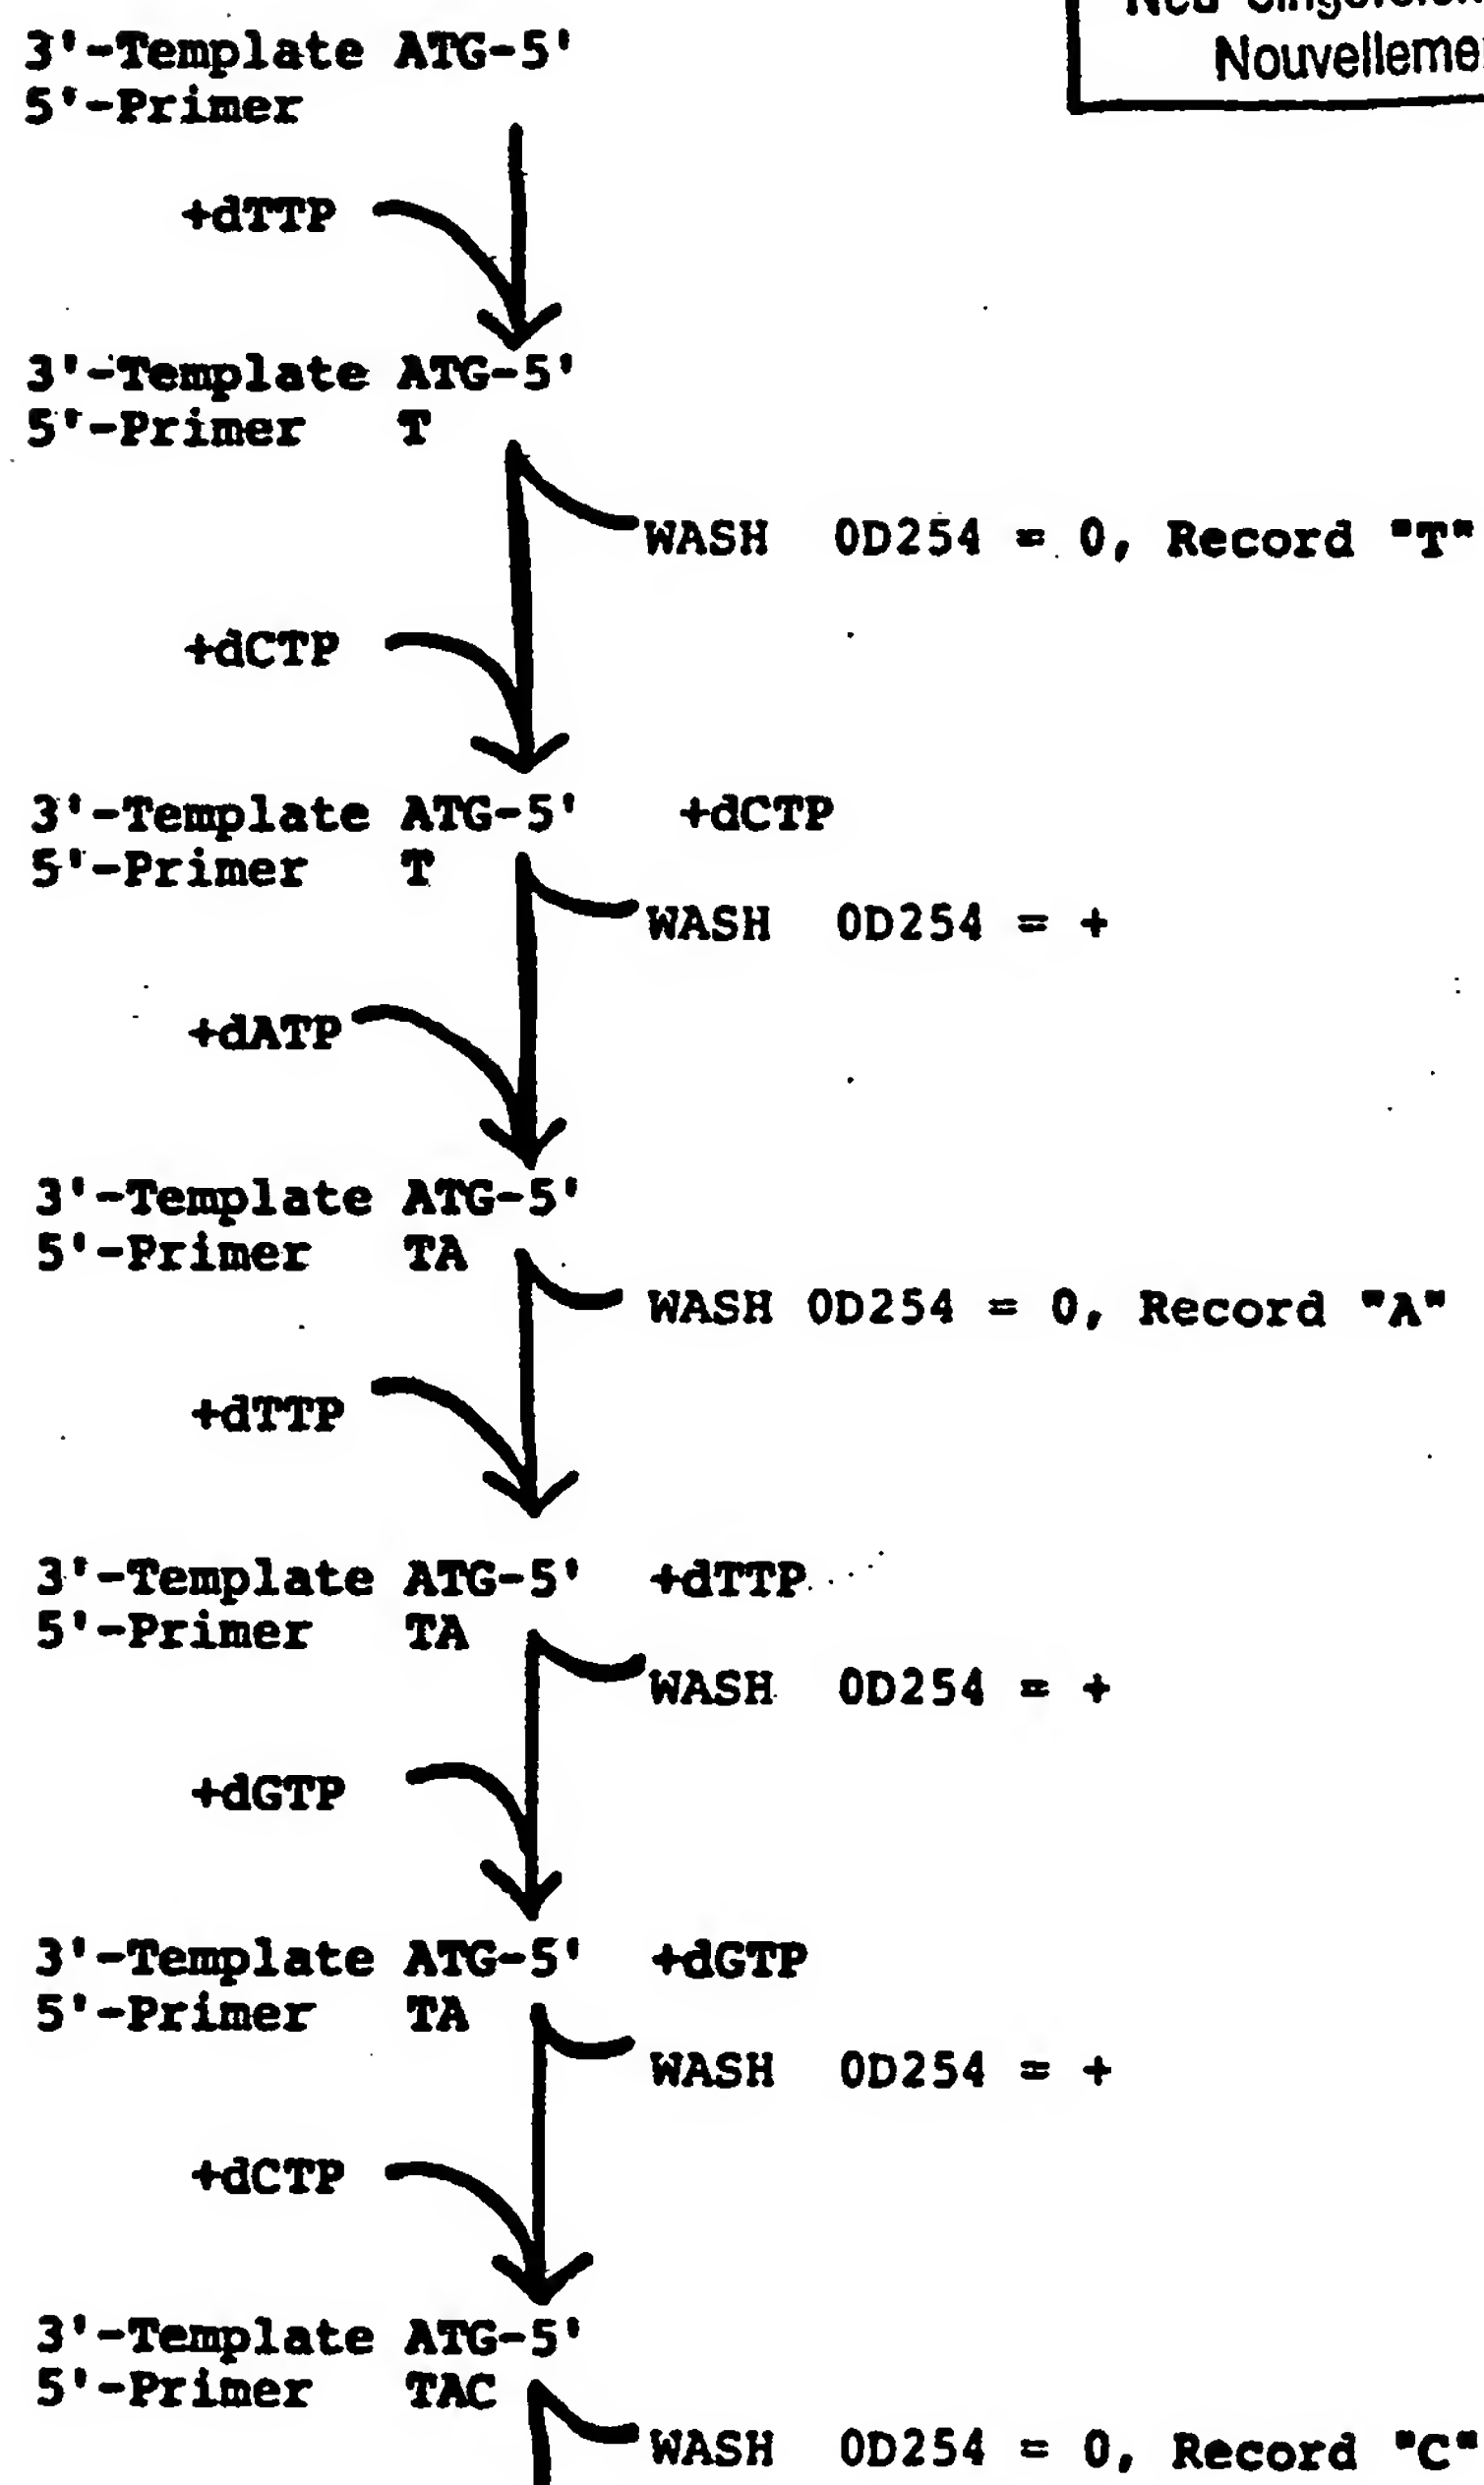 Nouvelleme
3'-Template ATG-5'
5'-Primer
+dTTP
3'-Template ATG-5'
5'-Primer T
WASH OD254 = 0, Record "T"
+dCTP
3'-Template ATG-5' +dCTP
5'-Primer T
WASH OD254 = +
+dATP
3'-Template ATG-5'
5'-Primer TA
WASH OD254 = 0, Record "A"
+dTTP
3'-Template ATG-5' +dTTP
5'-Primer TA
WASH OD254 = +
+dGTP
3'-Template ATG-5' +dGTP
5'-Primer TA
WASH OD254 = +
+dCTP
3'-Template ATG-5'
5'-Primer TAC
WASH OD254 = 0, Record "C"